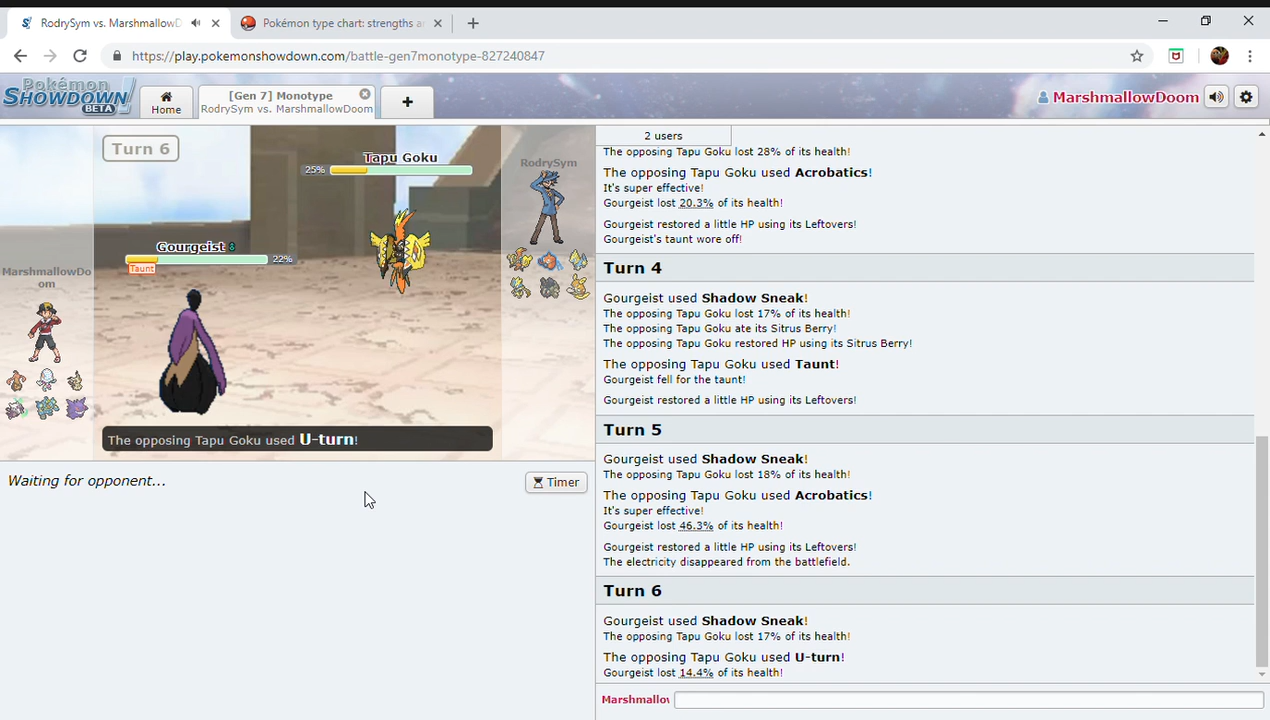 RodrySym vs. MarshmallowD
Pokémon type chart: strengths a
https://play.pokemonshowdown.com/battle-gen7monotype-827240847
Pokémon
SHOWDOWN
BETA
Home
[Gen 7] Monotype
RodrySym vs. MarshmallowDoom
MarshmallowDoom
Turn 6
Tapu Goku
25%
RodrySym
Gourgeist
22%
Taunt
MarshmallowDo
om
The opposing Tapu Goku used U-turn!
Waiting for opponent...
Timer
2 users
The opposing Tapu Goku lost 28% of its health!
The opposing Tapu Goku used Acrobatics!
It's super effective!
Gourgeist lost 20.3% of its health!
Gourgeist restored a little HP using its Leftovers!
Gourgeist's taunt wore off!
Turn 4
Gourgeist used Shadow Sneak!
The opposing Tapu Goku lost 17% of its health!
The opposing Tapu Goku ate its Sitrus Berry!
The opposing Tapu Goku restored HP using its Sitrus Berry!
The opposing Tapu Goku used Taunt!
Gourgeist fell for the taunt!
Gourgeist restored a little HP using its Leftovers!
Turn 5
Gourgeist used Shadow Sneak!
The opposing Tapu Goku lost 18% of its health!
The opposing Tapu Goku used Acrobatics!
It's super effective!
Gourgeist lost 46.3% of its health!
Gourgeist restored a little HP using its Leftovers!
The electricity disappeared from the battlefield.
Turn 6
Gourgeist used Shadow Sneak!
The opposing Tapu Goku lost 17% of its health!
The opposing Tapu Goku used U-turn!
Gourgeist lost 14.4% of its health!
Marshmallow